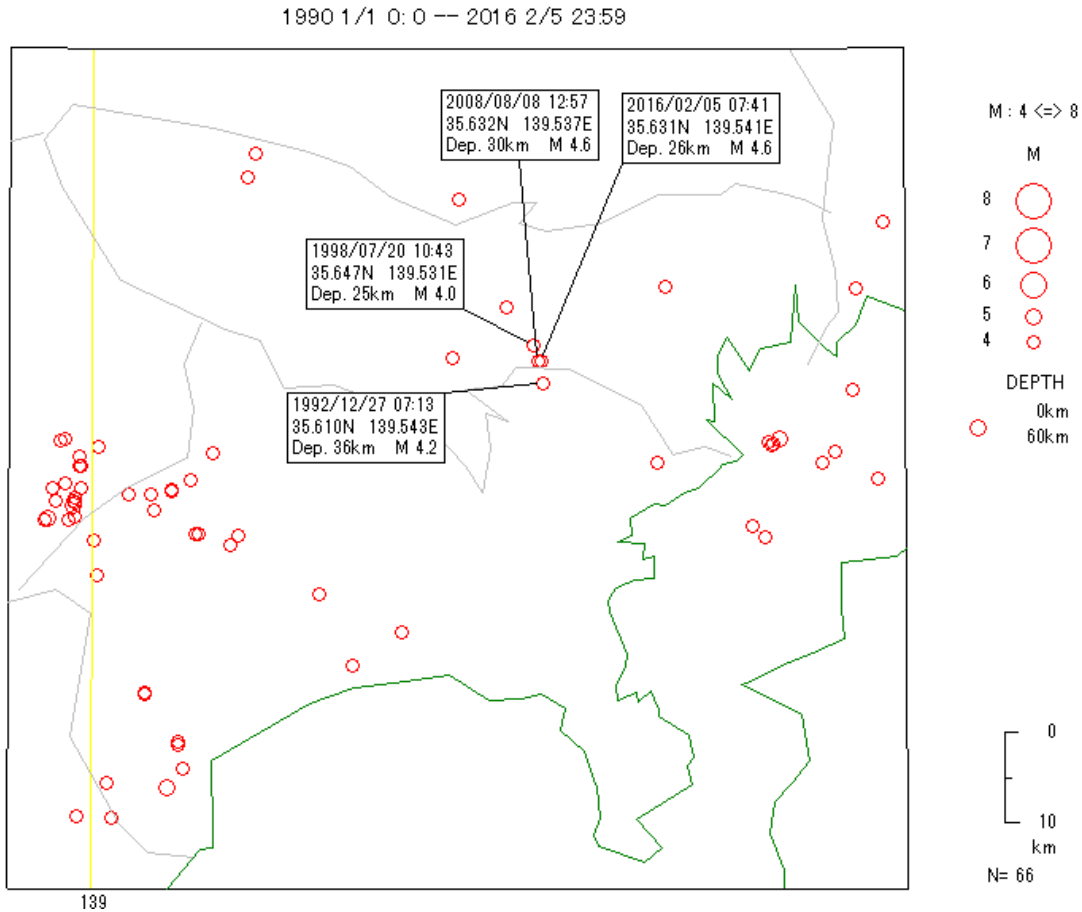 1990 1/1 0: 0 -- 2016 2/5 23:59
2008/08/08 12:57
35.632N 139.537E
Dep. 30km M 4.6
2016/02/05 07:41
35.631N 139.541E
Dep. 26km M 4.6
1998/07/20 10:43
35.647N 139.531E
Dep. 25km M 4.0
1992/12/27 07:13
35.610N 139.543E
Dep. 36km M 4.2
139
M : 4 <=> 8
M
8
7
6
5
4
DEPTH
0km
60km
0
10
km
N= 66